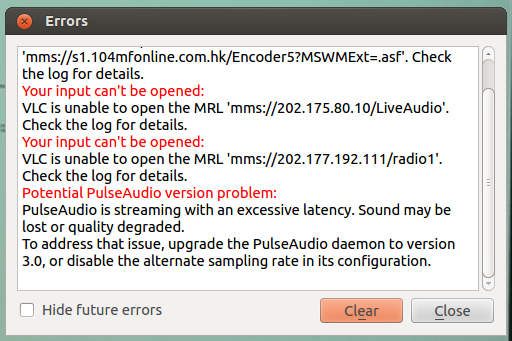 Errors
'mms://s1.104mfonline.com.hk/Encoder5?MSWMExt=.asf'. Check
the log for details.
Your input can't be opened:
VLC is unable to open the MRL 'mms://202.175.80.10/LiveAudio'.
Check the log for details.
Your input can't be opened:
VLC is unable to open the MRL 'mms://202.177.192.111/radio1'.
Check the log for details.
Potential PulseAudio version problem:
PulseAudio is streaming with an excessive latency. Sound may be
lost or quality degraded.
To address that issue, upgrade the PulseAudio daemon to version
3.0, or disable the alternate sampling rate in its configuration.
Hide future errors
Clear
Close